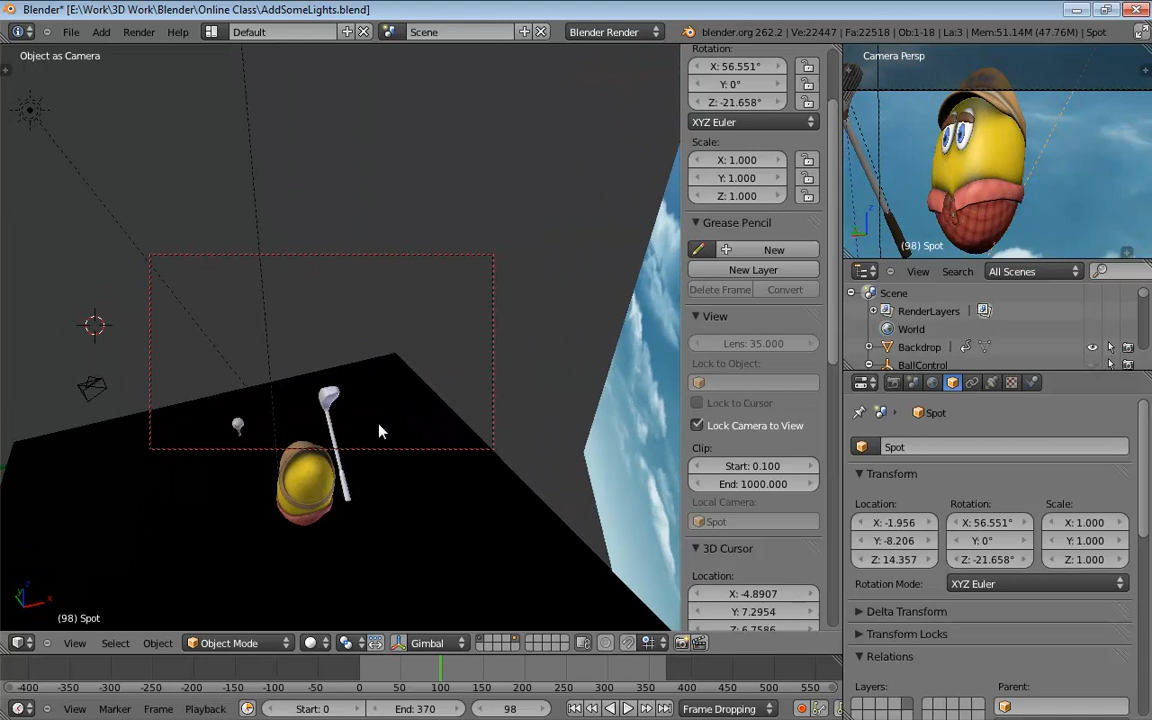 Blender* [E:\Work\3D Work\Blender\Online Class\AddSomeLights.blend]
File Add Render Help Default Scene Blender Render blender.org 262.2 | Ve:22447 | Fa:22518 | Ob:1-18 | La:3 | Mem:51.14M (47.76M) | Spot
Object as Camera
(98) Spot
Rotation:
X: 56.551°
Y: 0°
Z: -21.658°
XYZ Euler
Scale:
X: 1.000
Y: 1.000
Z: 1.000
Grease Pencil
New
New Layer
Delete Frame Convert
View
Lens: 35.000
Lock to Object:
Lock to Cursor
Lock Camera to View
Clip:
Start: 0.100
End: 1000.000
Local Camera:
Spot
3D Cursor
Location:
X: -4.8907
Y: 7.2954
Z: 6.7586
Camera Persp
(98) Spot
View Search All Scenes
Scene
RenderLayers
World
Backdrop
BallControl
Spot
Spot
Transform
Location: Rotation: Scale:
X: -1.956 X: 56.551° X: 1.000
Y: -8.206 Y: 0° Y: 1.000
Z: 14.357 Z: -21.658° Z: 1.000
Rotation Mode: XYZ Euler
Delta Transform
Transform Locks
Relations
Layers: Parent:
View Select Object Object Mode Gimbal
-400 -350 -300 -250 -200 -150 -100 -50 0 50 100 150 200 250 300 350 400 450 500 550
View Marker Frame Playback Start: 0 End: 370 98 Frame Dropping